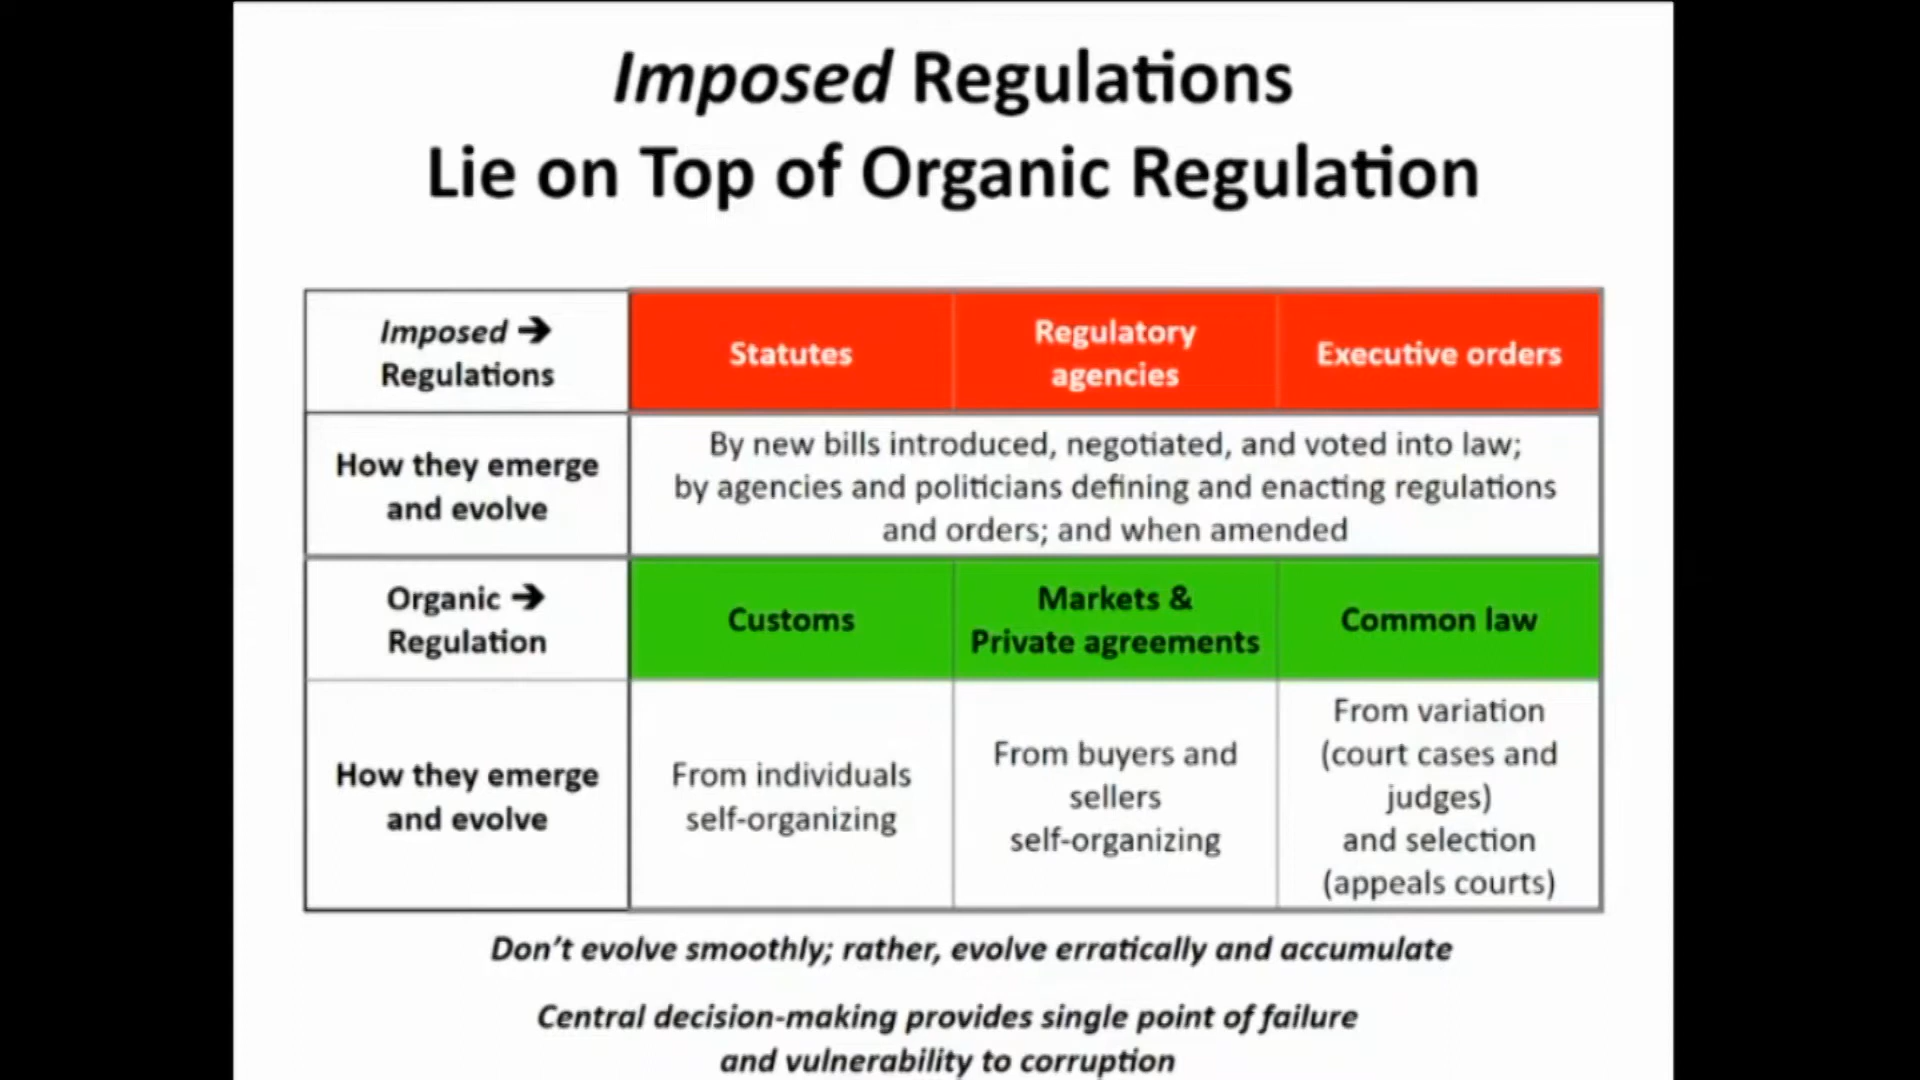 Imposed Regulations
Lie on Top of Organic Regulation
Imposed ➔
Regulations
Statutes
Regulatory
agencies
Executive orders
How they emerge
and evolve
By new bills introduced, negotiated, and voted into law;
by agencies and politicians defining and enacting regulations
and orders; and when amended
Organic ➔
Regulation
Customs
Markets &
Private agreements
Common law
How they emerge
and evolve
From individuals
self-organizing
From buyers and
sellers
self-organizing
From variation
(court cases and
judges)
and selection
(appeals courts)
Don’t evolve smoothly; rather, evolve erratically and accumulate
Central decision-making provides single point of failure
and vulnerability to corruption